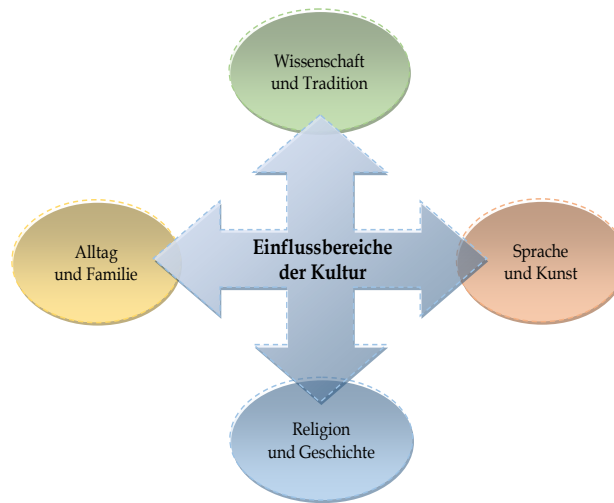 Wissenschaft
und Tradition
Alltag
und Familie
Einflussbereiche
der Kultur
Sprache
und Kunst
Religion
und Geschichte